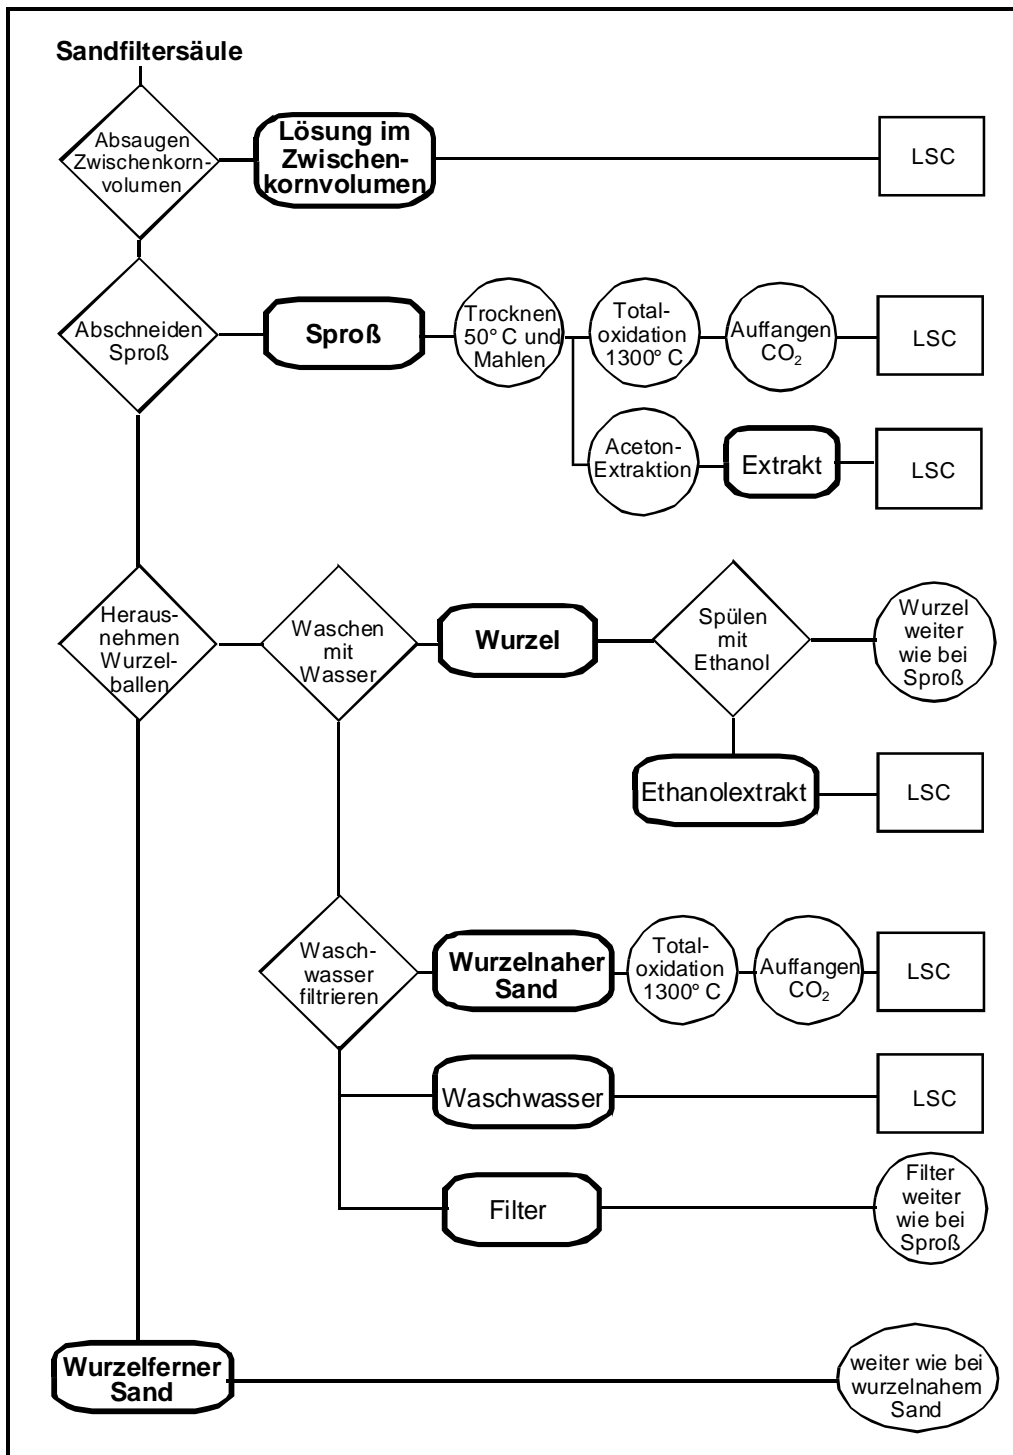 Sandfiltersäule
Absaugen
Zwischenkorn-
volumen
Lösung im
Zwischen-
kornvolumen
LSC
Abschneiden
Sproß
Sproß
Trocknen
50° C und
Mahlen
Total-
oxidation
1300° C
Auffangen
CO₂
LSC
Aceton-
Extraktion
Extrakt
LSC
Heraus-
nehmen
Wurzel-
ballen
Waschen
mit
Wasser
Wurzel
Spülen
mit
Ethanol
Wurzel
weiter
wie bei
Sproß
Ethanolextrakt
LSC
Wasch-
wasser
filtrieren
Wurzelnaher
Sand
Total-
oxidation
1300° C
Auffangen
CO₂
LSC
Waschwasser
LSC
Filter
Filter
weiter
wie bei
Sproß
Wurzelferner
Sand
weiter wie bei
wurzelnahem
Sand